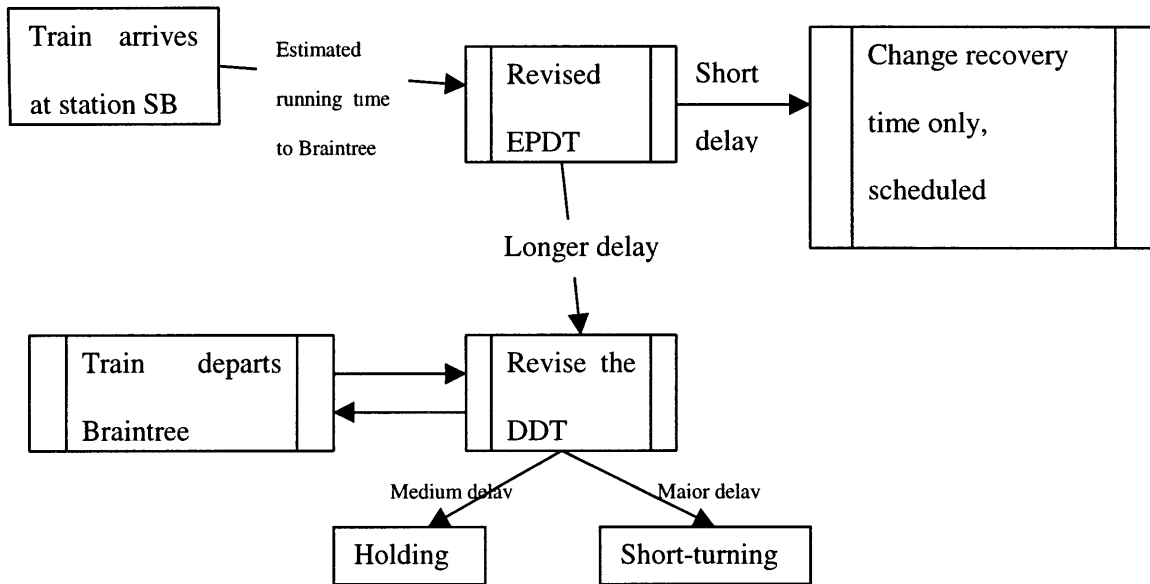 Train arrives
at station SB
Estimated
running time
to Braintree
Revised
EPDT
Short
delay
Change recovery
time only,
scheduled
Longer delay
Train departs
Braintree
Revise the
DDT
Medium delay
Major delay
Holding
Short-turning